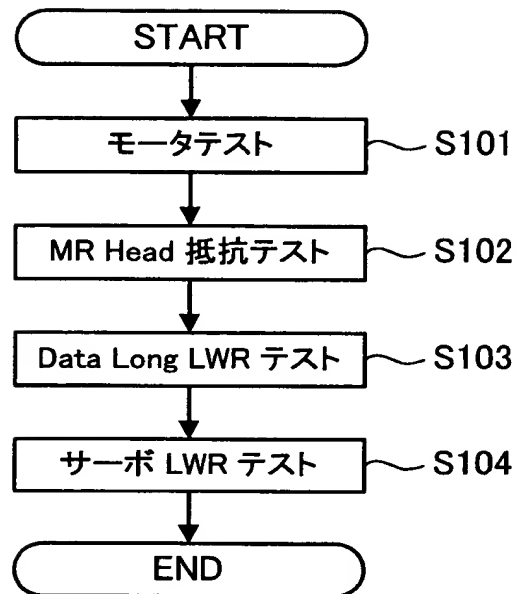 START
モータテスト
S101
MR Head 抵抗テスト
S102
Data Long LWR テスト
S103
サーボ LWR テスト
S104
END